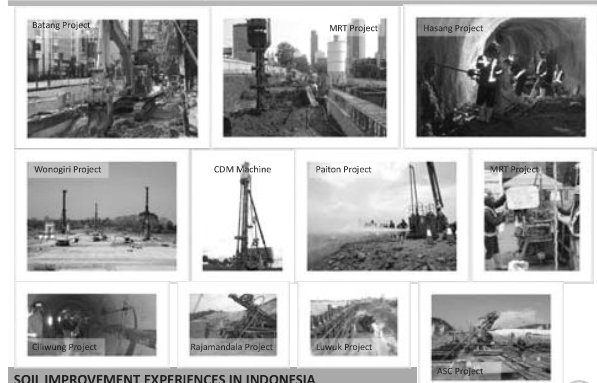 Batang Project
MRT Project
Hasang Project
Wonogiri Project
CDM Machine
Paiton Project
MRT Project
Ciliwung Project
Rajamandala Project
Luwuk Project
ASC Project
SOIL IMPROVEMENT EXPERIENCES IN INDONESIA